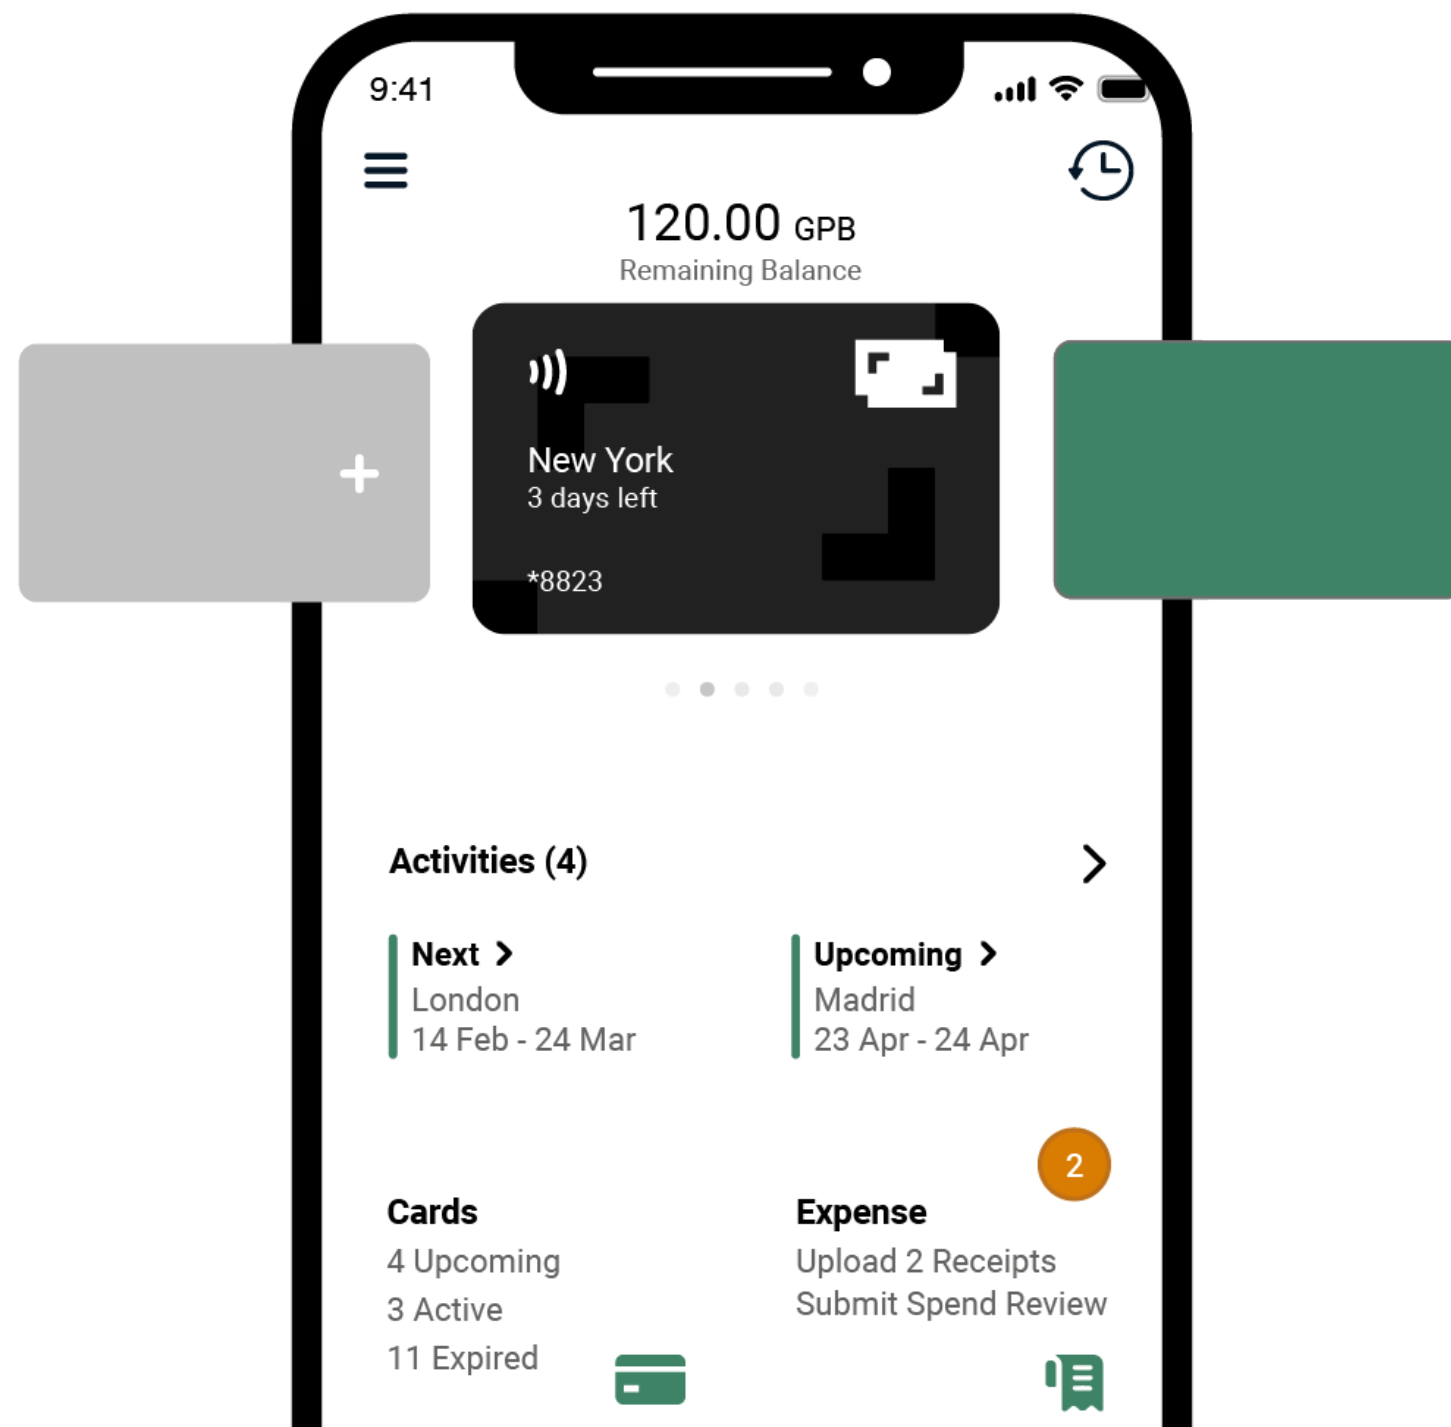 9:41
120.00 GPB
Remaining Balance
New York
3 days left
*8823
Activities (4)
Next
London
14 Feb - 24 Mar
Upcoming
Madrid
23 Apr - 24 Apr
2
Cards
4 Upcoming
3 Active
11 Expired
Expense
Upload 2 Receipts
Submit Spend Review